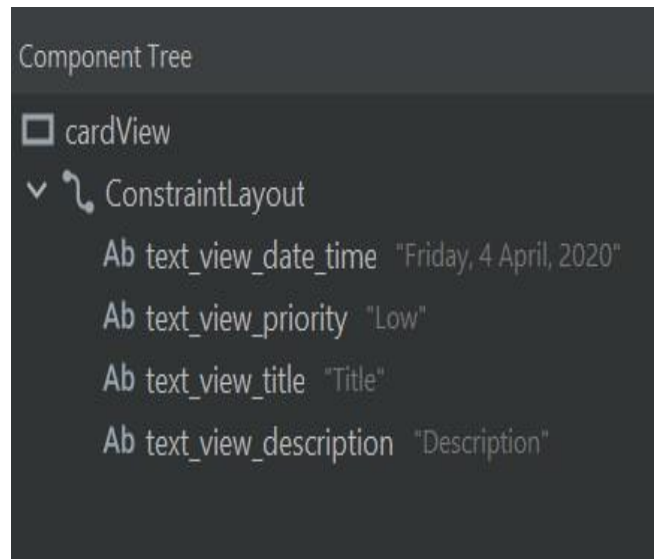 Component Tree
cardView
ConstraintLayout
Ab text_view_date_time "Friday, 4 April, 2020"
Ab text_view_priority "Low"
Ab text_view_title "Title"
Ab text_view_description "Description"